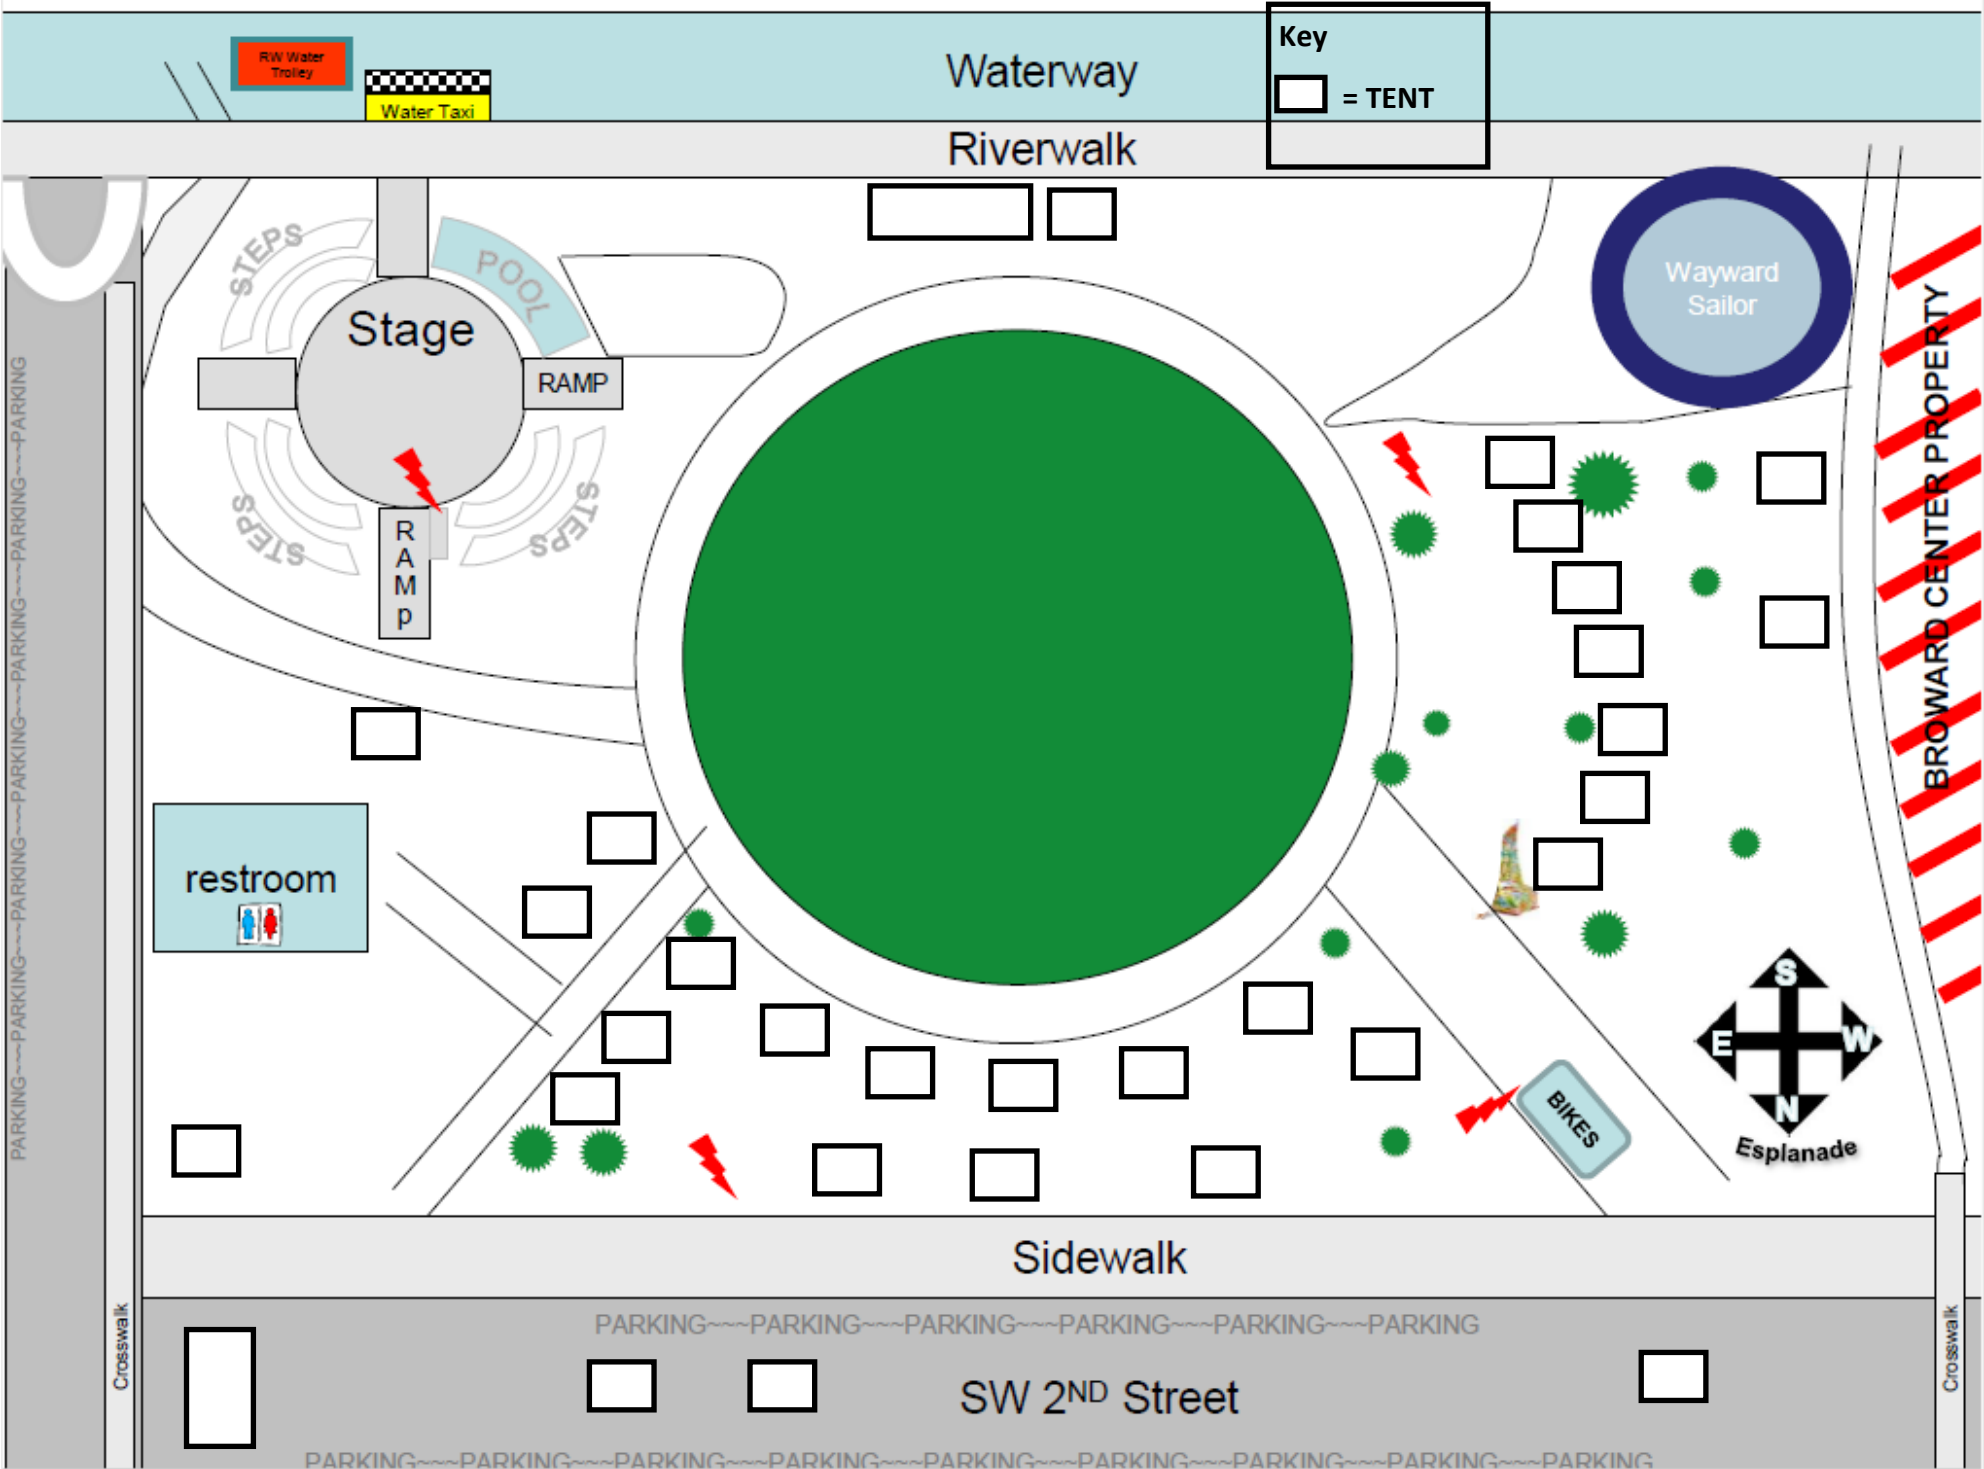 RW Water
Trolley
Water Taxi
Waterway
Key
= TENT
Riverwalk
STEPS
POOL
Stage
RAMP
STEPS
STEPS
R
A
M
p
Wayward
Sailor
BROWARD CENTER PROPERTY
PARKING~~~PARKING~~~PARKING~~~PARKING~~~PARKING~~~PARKING~~~PARKING
restroom
S
E
W
N
Esplanade
BIKES
Sidewalk
Crosswalk
Crosswalk
PARKING~~~PARKING~~~PARKING~~~PARKING~~~PARKING~~~PARKING
SW 2ND Street
PARKING~~~PARKING~~~PARKING~~~PARKING~~~PARKING~~~PARKING~~~PARKING~~~PARKING~~~PARKING